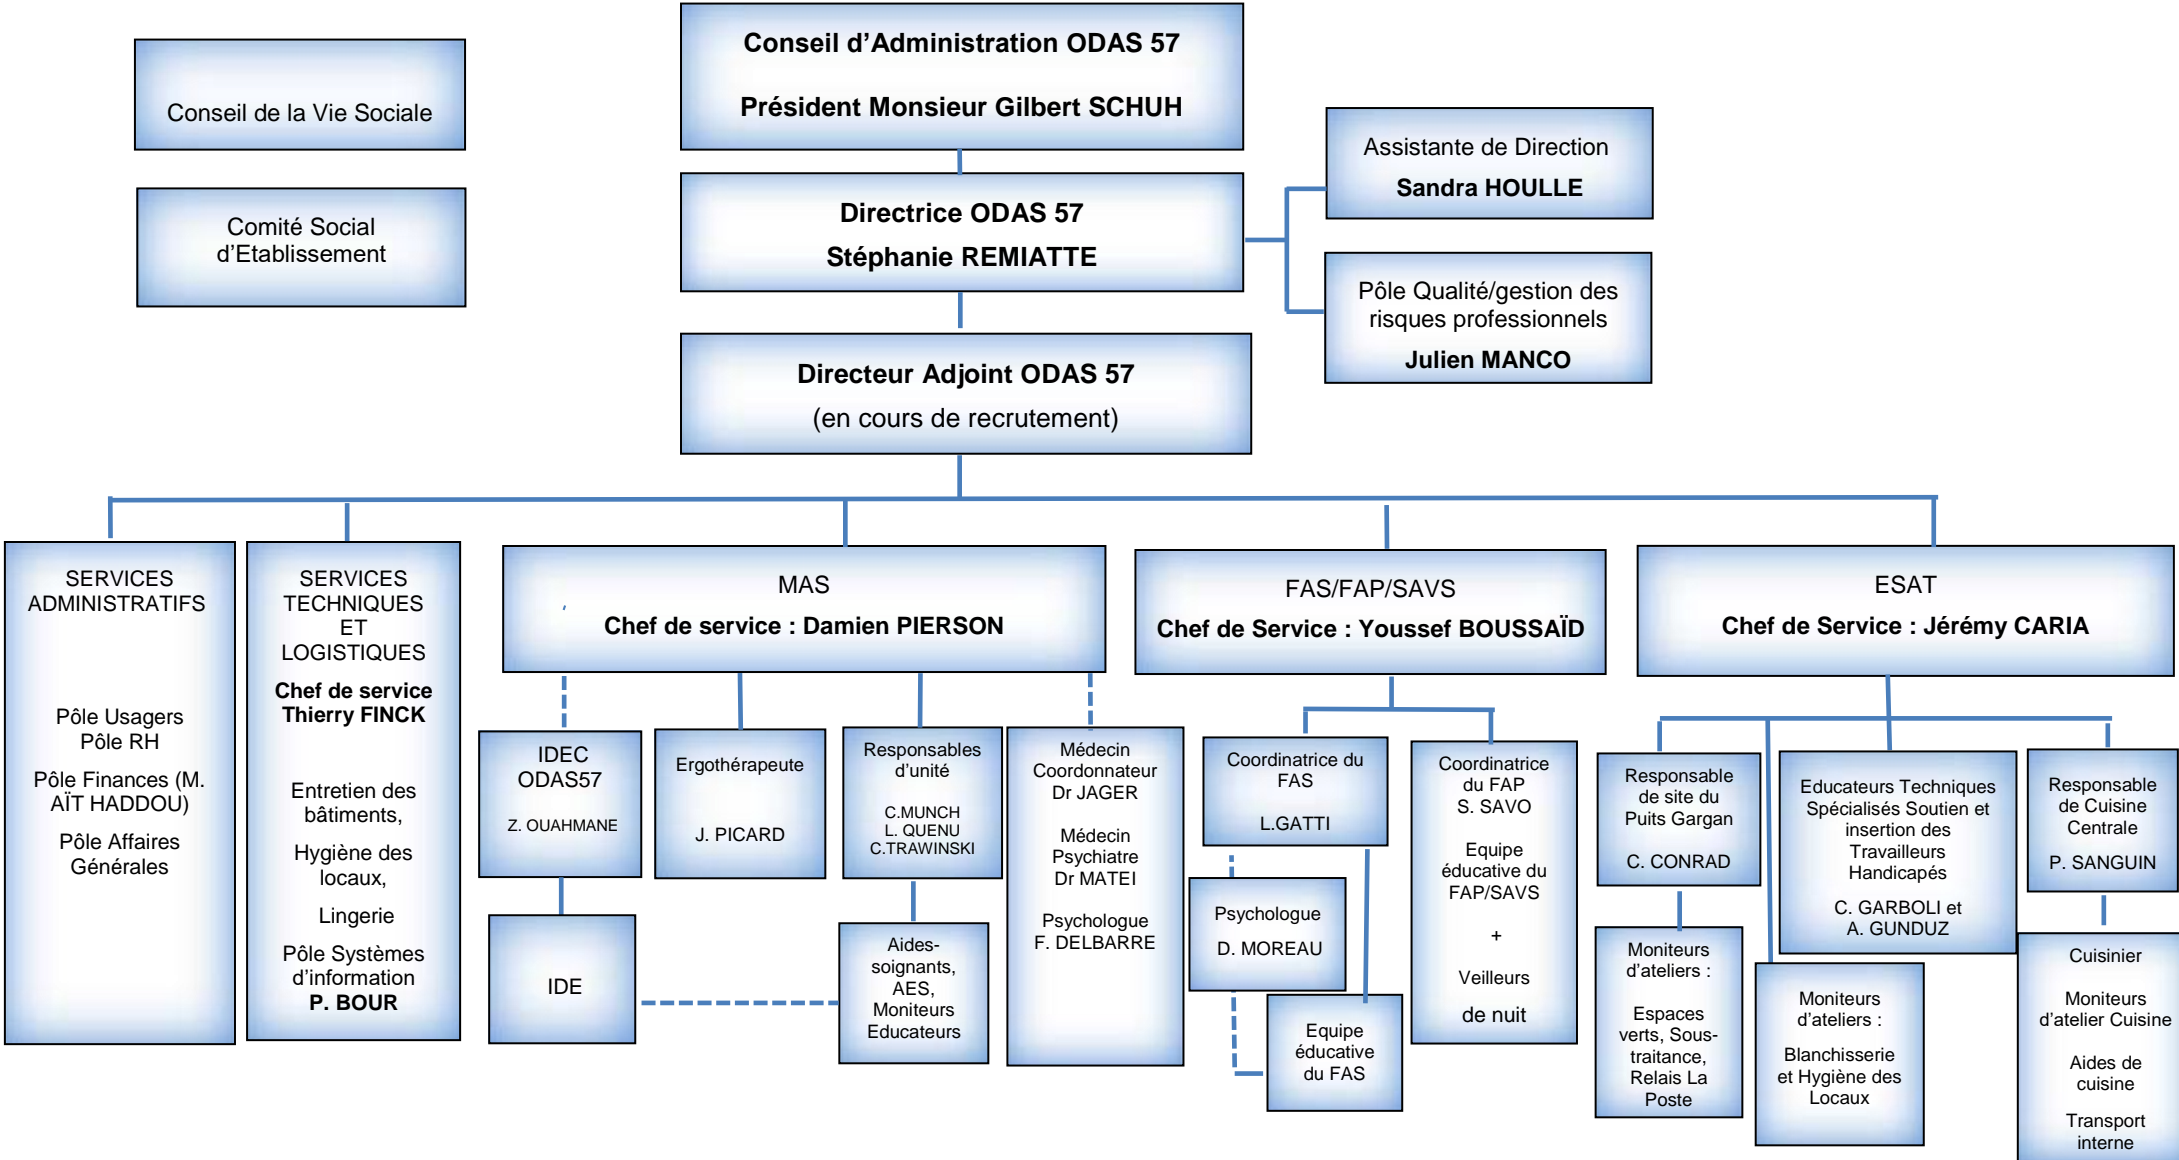 Conseil de la Vie Sociale
Comité Social
d’Etablissement
Conseil d’Administration ODAS 57
Président Monsieur Gilbert SCHUH
Directrice ODAS 57
Stéphanie REMIATTE
Assistante de Direction
Sandra HOULLE
Pôle Qualité/gestion des
risques professionnels
Julien MANCO
Directeur Adjoint ODAS 57
(en cours de recrutement)
SERVICES
ADMINISTRATIFS
Pôle Usagers
Pôle RH
Pôle Finances (M.
AÏT HADDOU)
Pôle Affaires
Générales
SERVICES
TECHNIQUES
ET
LOGISTIQUES
Chef de service
Thierry FINCK
Entretien des
bâtiments,
Hygiène des
locaux,
Lingerie
Pôle Systèmes
d’information
P. BOUR
MAS
Chef de service : Damien PIERSON
IDEC
ODAS57
Z. OUAHMANE
IDE
Ergothérapeute
J. PICARD
Responsables
d’unité
C.MUNCH
L. QUENU
C.TRAWINSKI
Aides-
soignants,
AES,
Moniteurs
Educateurs
Médecin
Coordonnateur
Dr JAGER
Médecin
Psychiatre
Dr MATEI
Psychologue
F. DELBARRE
FAS/FAP/SAVS
Chef de Service : Youssef BOUSSAÏD
Coordinatrice du
FAS
L.GATTI
Psychologue
D. MOREAU
Equipe
éducative
du FAS
Coordinatrice
du FAP
S. SAVO
Equipe
éducative du
FAP/SAVS
+
Veilleurs
de nuit
ESAT
Chef de Service : Jérémy CARIA
Responsable
de site du
Puits Gargan
C. CONRAD
Moniteurs
d’ateliers :
Espaces
verts, Sous-
traitance,
Relais La
Poste
Moniteurs
d’ateliers :
Blanchisserie
et Hygiène des
Locaux
Educateurs Techniques
Spécialisés Soutien et
insertion des
Travailleurs
Handicapés
C. GARBOLI et
A. GUNDUZ
Responsable
de Cuisine
Centrale
P. SANGUIN
Cuisinier
Moniteurs
d’atelier Cuisine
Aides de
cuisine
Transport
interne